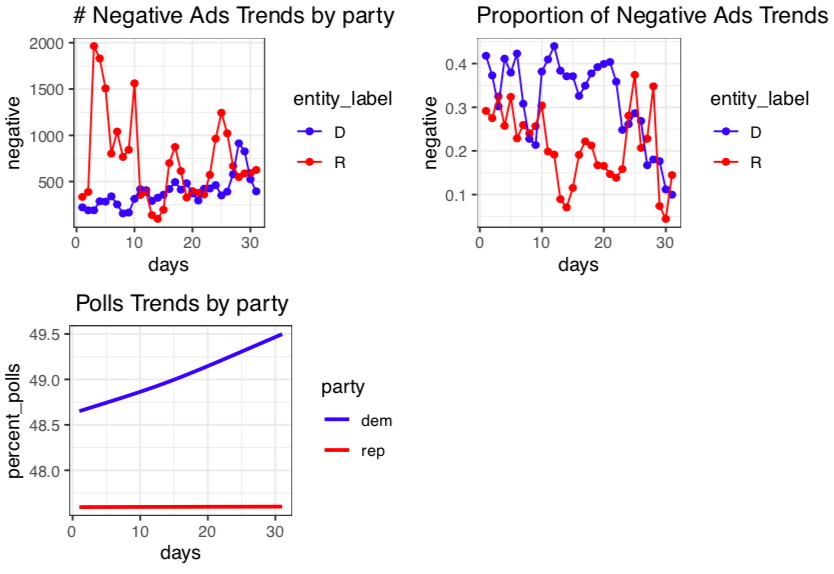 # Negative Ads Trends by party
2000
1500
1000
500
negative
0 10 20 30
days
entity_label
D
R
Proportion of Negative Ads Trends
0.4
0.3
0.2
0.1
negative
0 10 20 30
days
entity_label
D
R
Polls Trends by party
49.5
49.0
48.5
48.0
percent_polls
0 10 20 30
days
party
dem
rep